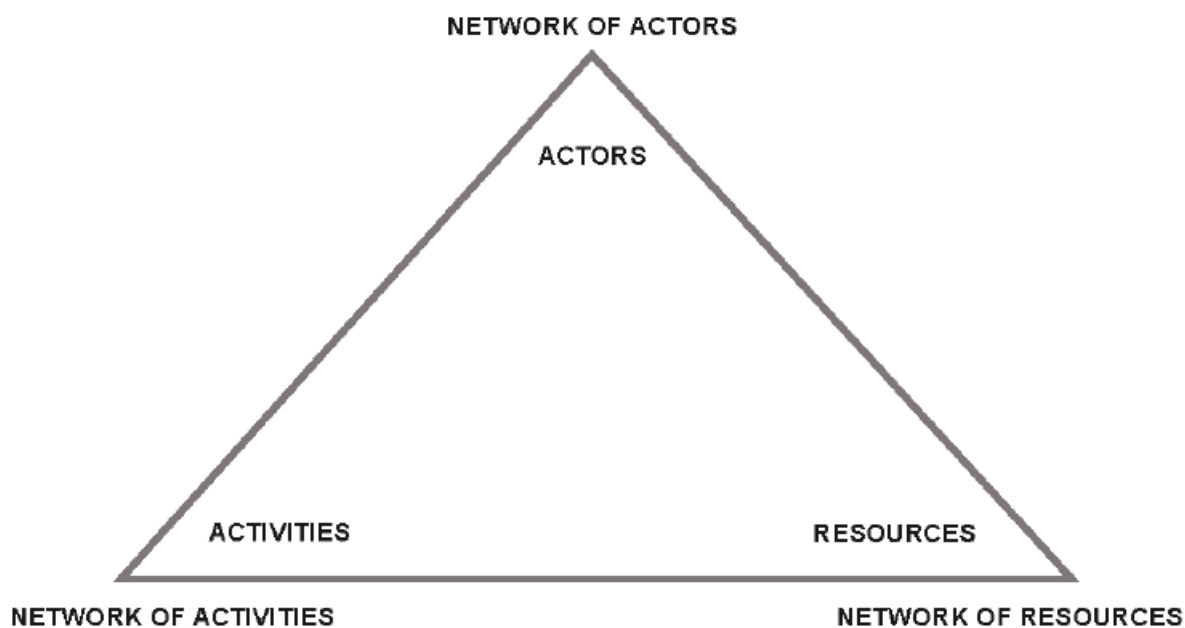 NETWORK OF ACTORS
ACTORS
ACTIVITIES
RESOURCES
NETWORK OF ACTIVITIES
NETWORK OF RESOURCES